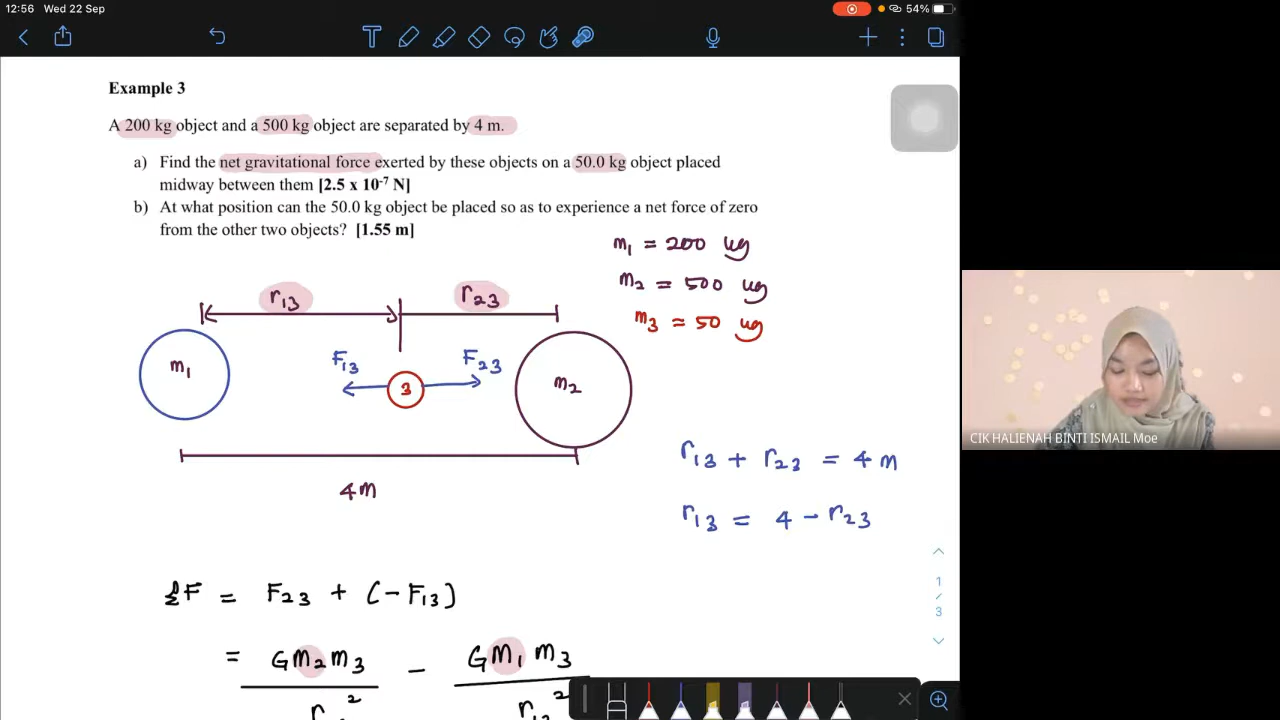 12:56 Wed 22 Sep
54%
Example 3
A 200 kg object and a 500 kg object are separated by 4 m.
a) Find the net gravitational force exerted by these objects on a 50.0 kg object placed
midway between them [2.5 x 10⁻⁷ N]
b) At what position can the 50.0 kg object be placed so as to experience a net force of zero
from the other two objects? [1.55 m]
m₁ = 200 kg
m₂ = 500 kg
m₃ = 50 kg
r₁₃
r₂₃
m₁
F₁₃
3
F₂₃
m₂
4m
r₁₃ + r₂₃ = 4 m
r₁₃ = 4 - r₂₃
ΣF = F₂₃ + (-F₁₃)
= Gm₂m₃ - Gm₁m₃
CIK HALIENAH BINTI ISMAIL Moe
1
/
3